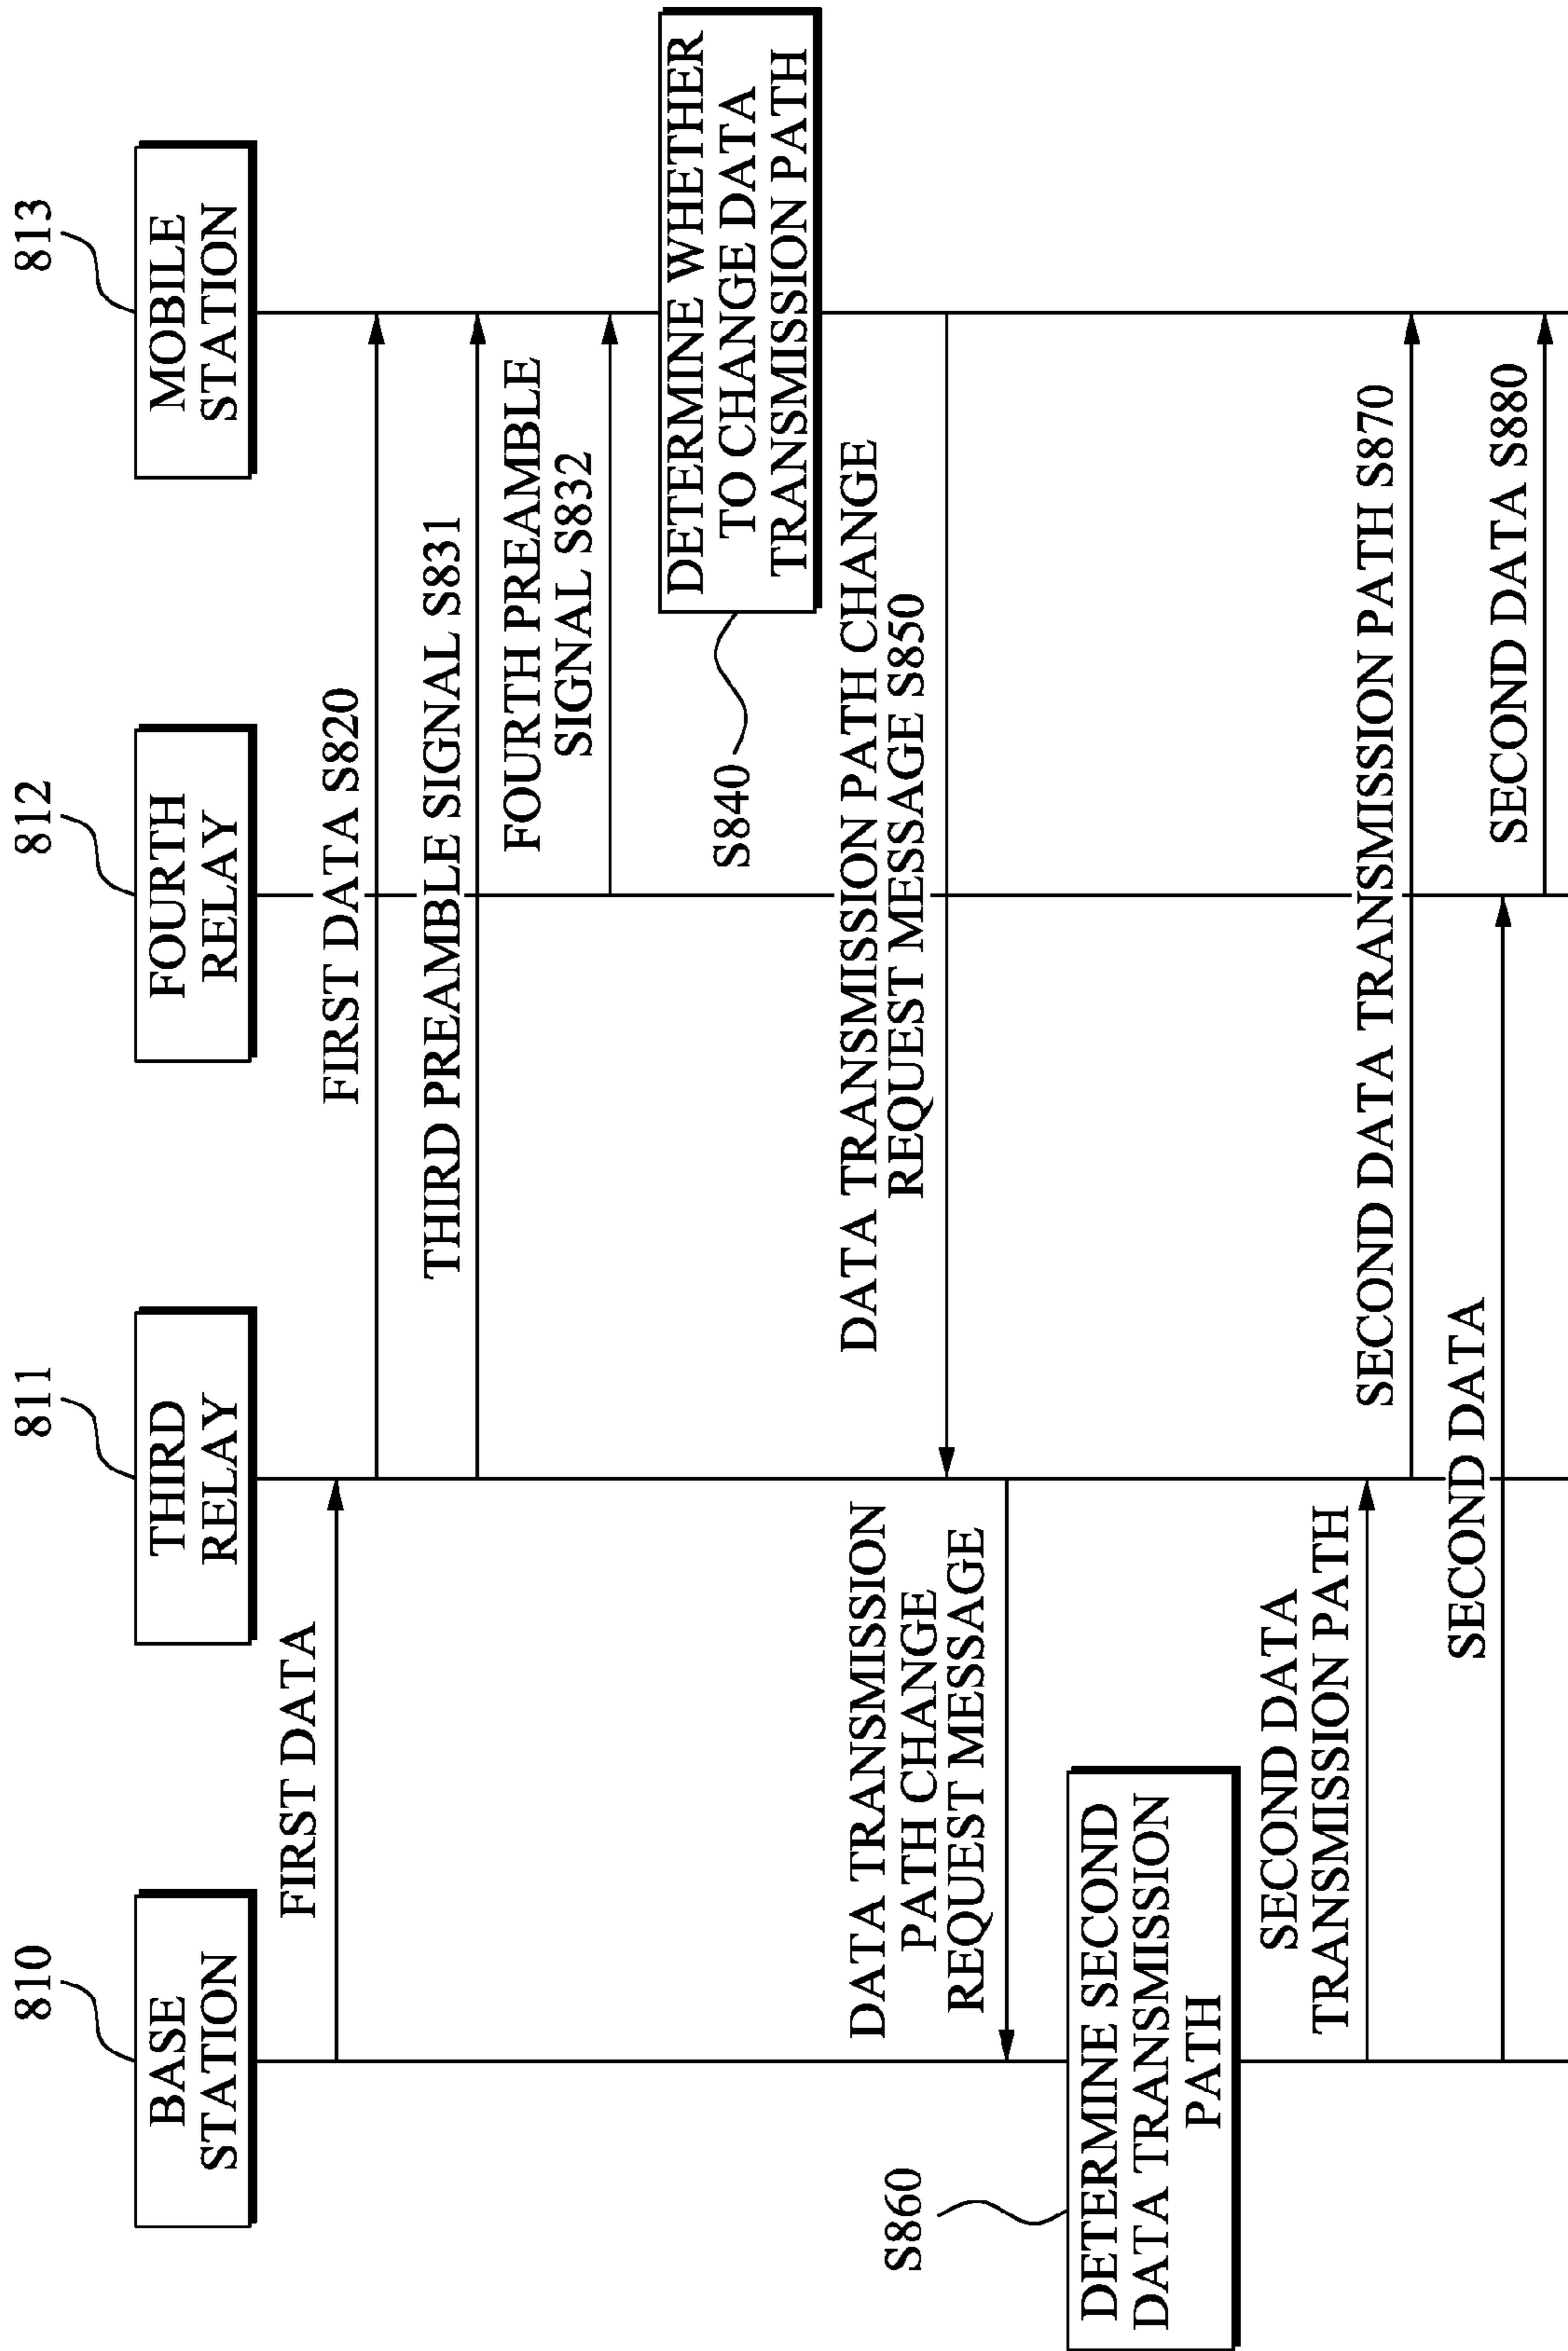 810
811
812
813
BASE
STATION
THIRD
RELAY
FOURTH
RELAY
MOBILE
STATION
FIRST DATA
FIRST DATA S820
THIRD PREAMBLE SIGNAL S831
FOURTH PREAMBLE
SIGNAL S832
DETERMINE WHETHER
TO CHANGE DATA
TRANSMISSION PATH
S840
DATA TRANSMISSION PATH CHANGE
REQUEST MESSAGE S850
DATA TRANSMISSION
PATH CHANGE
REQUEST MESSAGE
S860
DETERMINE SECOND
DATA TRANSMISSION
PATH
SECOND DATA
TRANSMISSION PATH
SECOND DATA TRANSMISSION PATH S870
SECOND DATA
SECOND DATA S880